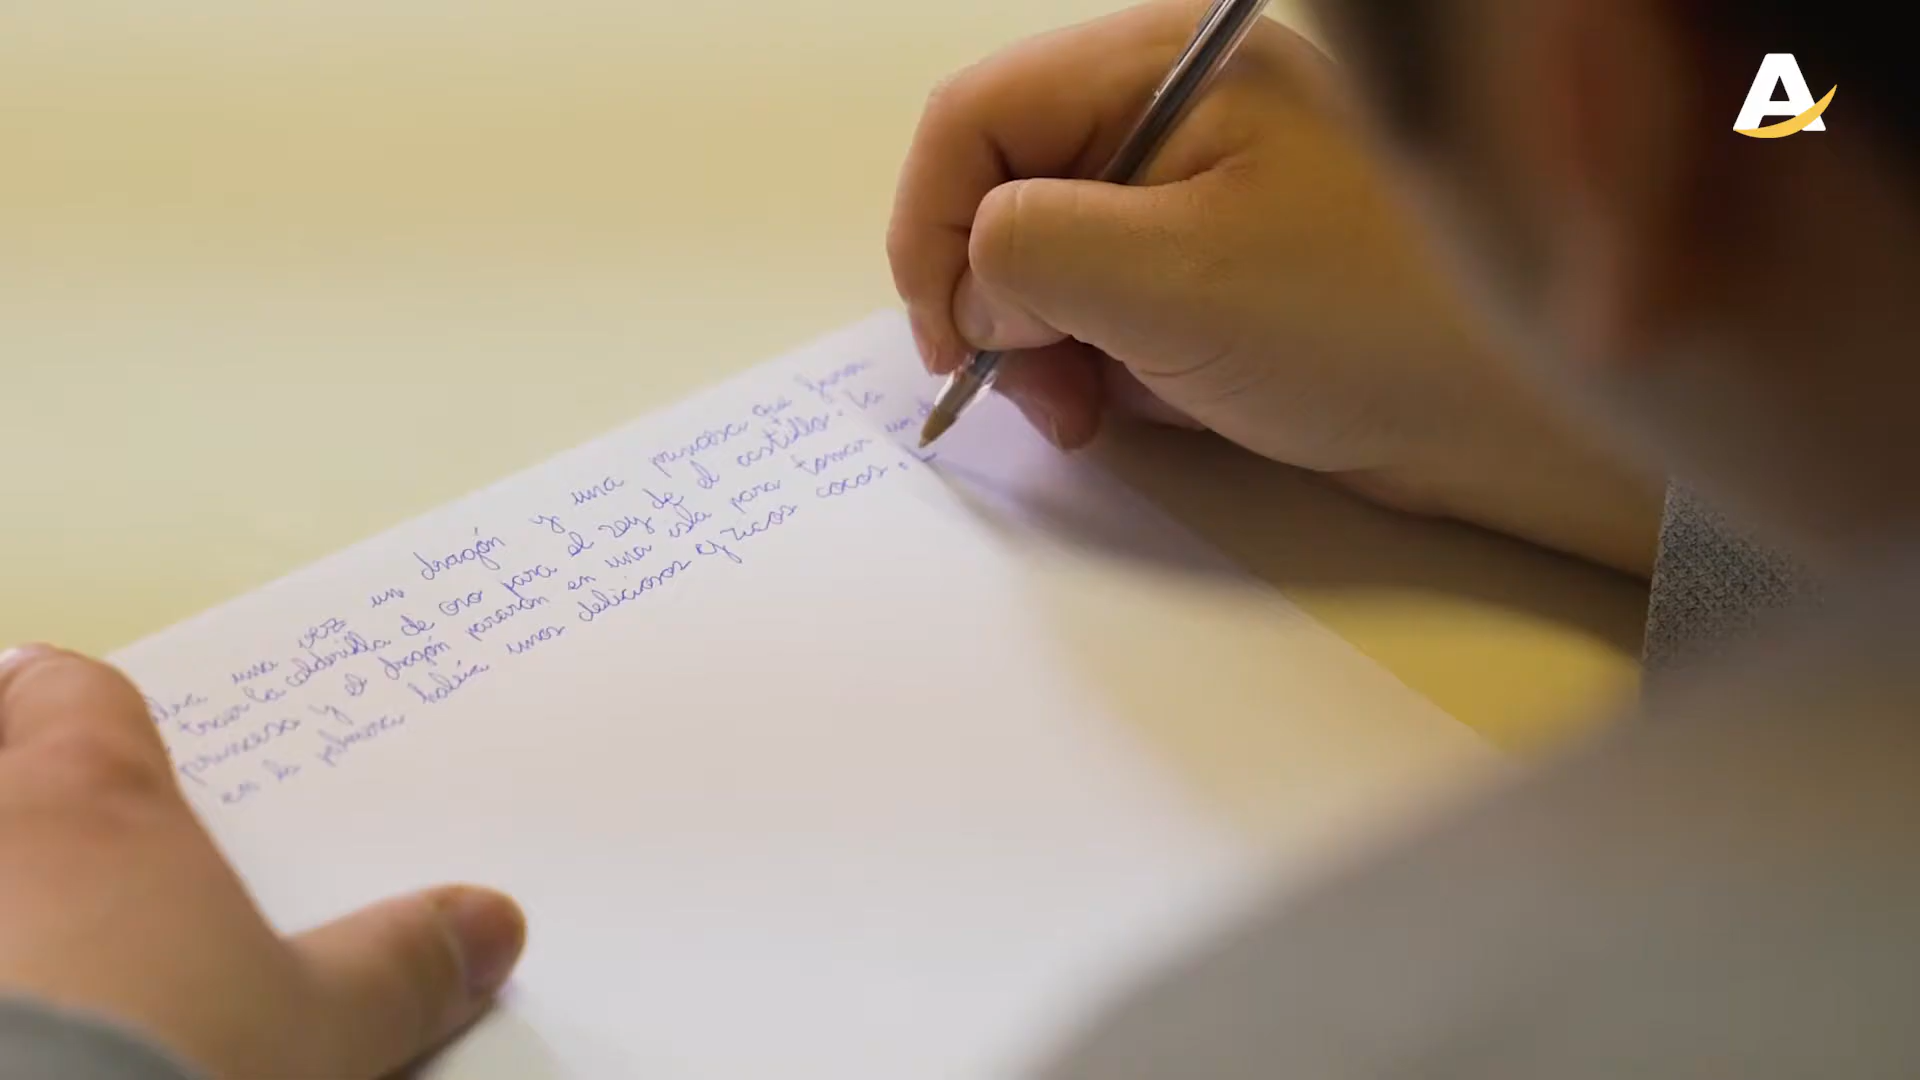 una vez un dragón y una princesa que fueron
traer la calderilla de oro para el rey de el castillo. La
princesa y el dragón pararon en una isla para tomar un
en la palmera había unos deliciosos y ricos cocos.
A